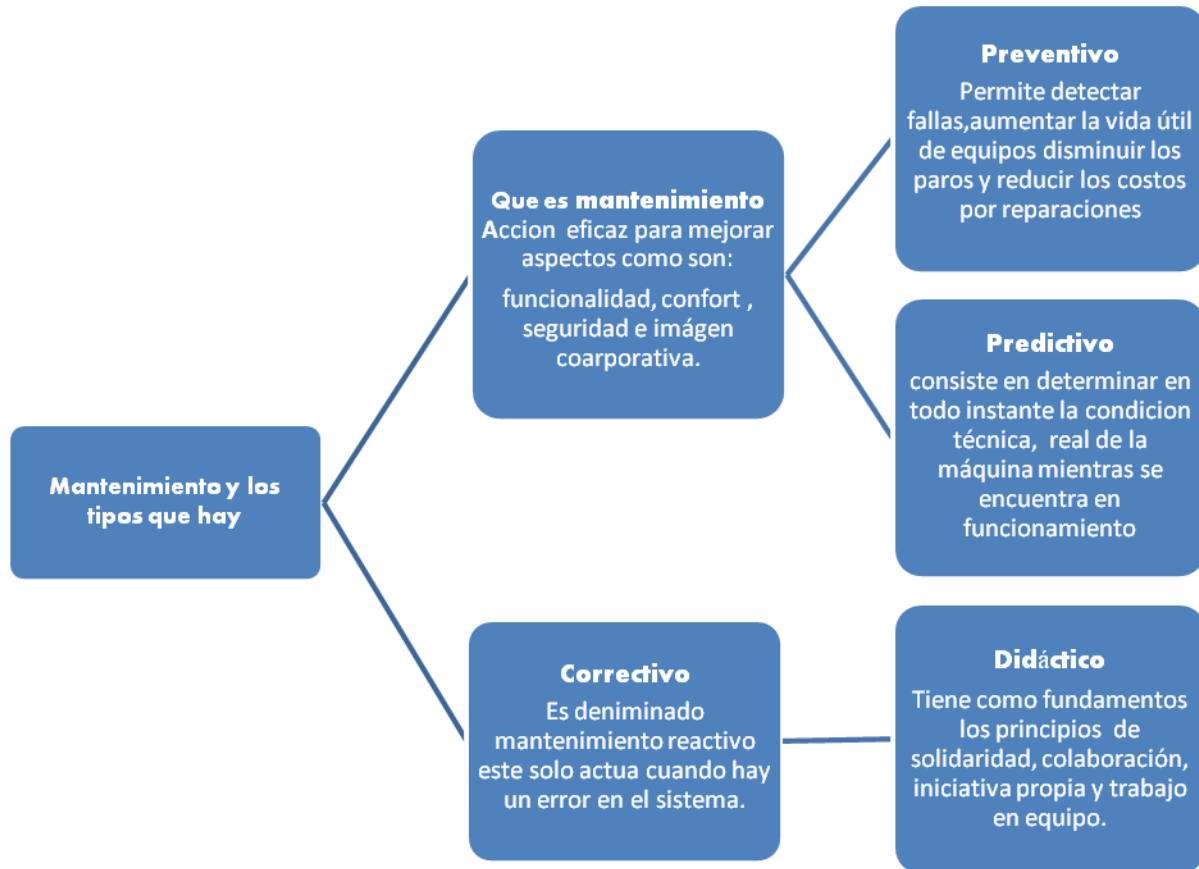 Mantenimiento y los
tipos que hay
Que es mantenimiento
Accion eficaz para mejorar
aspectos como son:
funcionalidad, confort ,
seguridad e imágen
coarporativa.
Preventivo
Permite detectar
fallas,aumentar la vida útil
de equipos disminuir los
paros y reducir los costos
por reparaciones
Predictivo
consiste en determinar en
todo instante la condicion
técnica, real de la
máquina mientras se
encuentra en
funcionamiento
Correctivo
Es deniminado
mantenimiento reactivo
este solo actua cuando hay
un error en el sistema.
Didáctico
Tiene como fundamentos
los principios de
solidaridad, colaboración,
iniciativa propia y trabajo
en equipo.